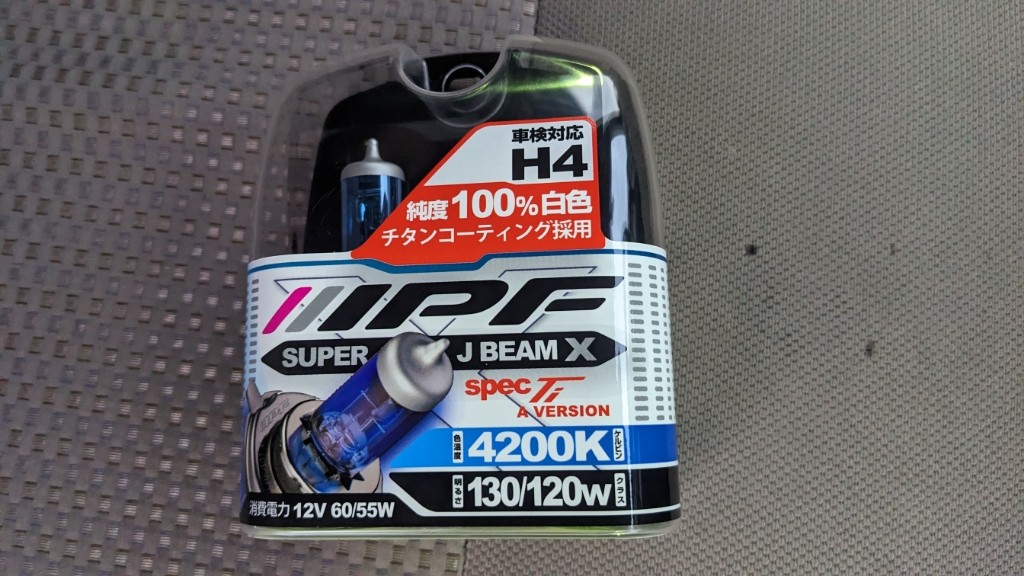 車検対応
H4
純度100%白色
チタンコーティング採用
IPF
SUPER J BEAM X
spec Ti
A VERSION
色温度 4200K ケルビン
明るさ 130/120w クラス
消費電力 12V 60/55W